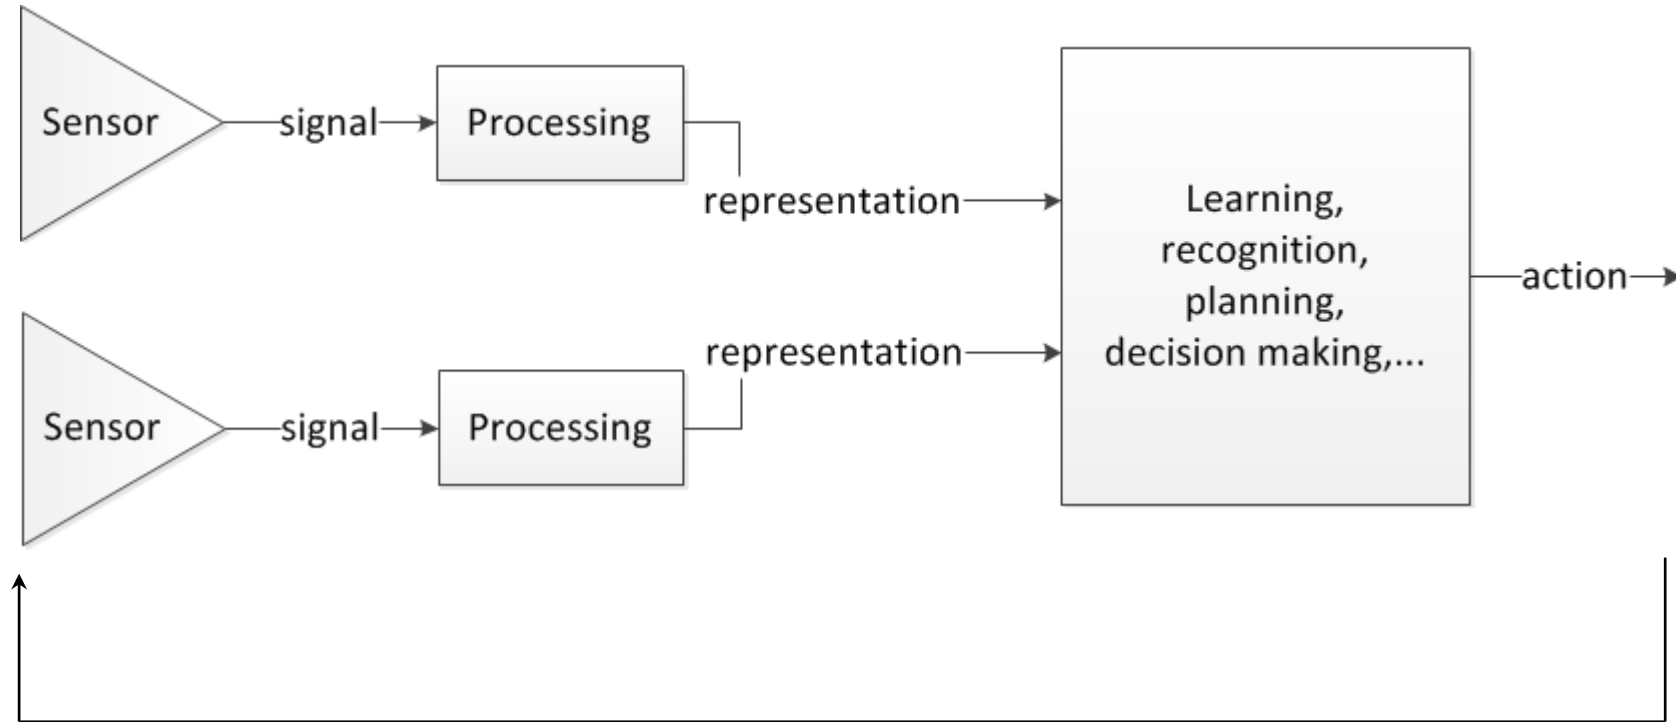 Sensor
signal
Processing
representation
Learning,
recognition,
planning,
decision making,...
action
representation
Sensor
signal
Processing